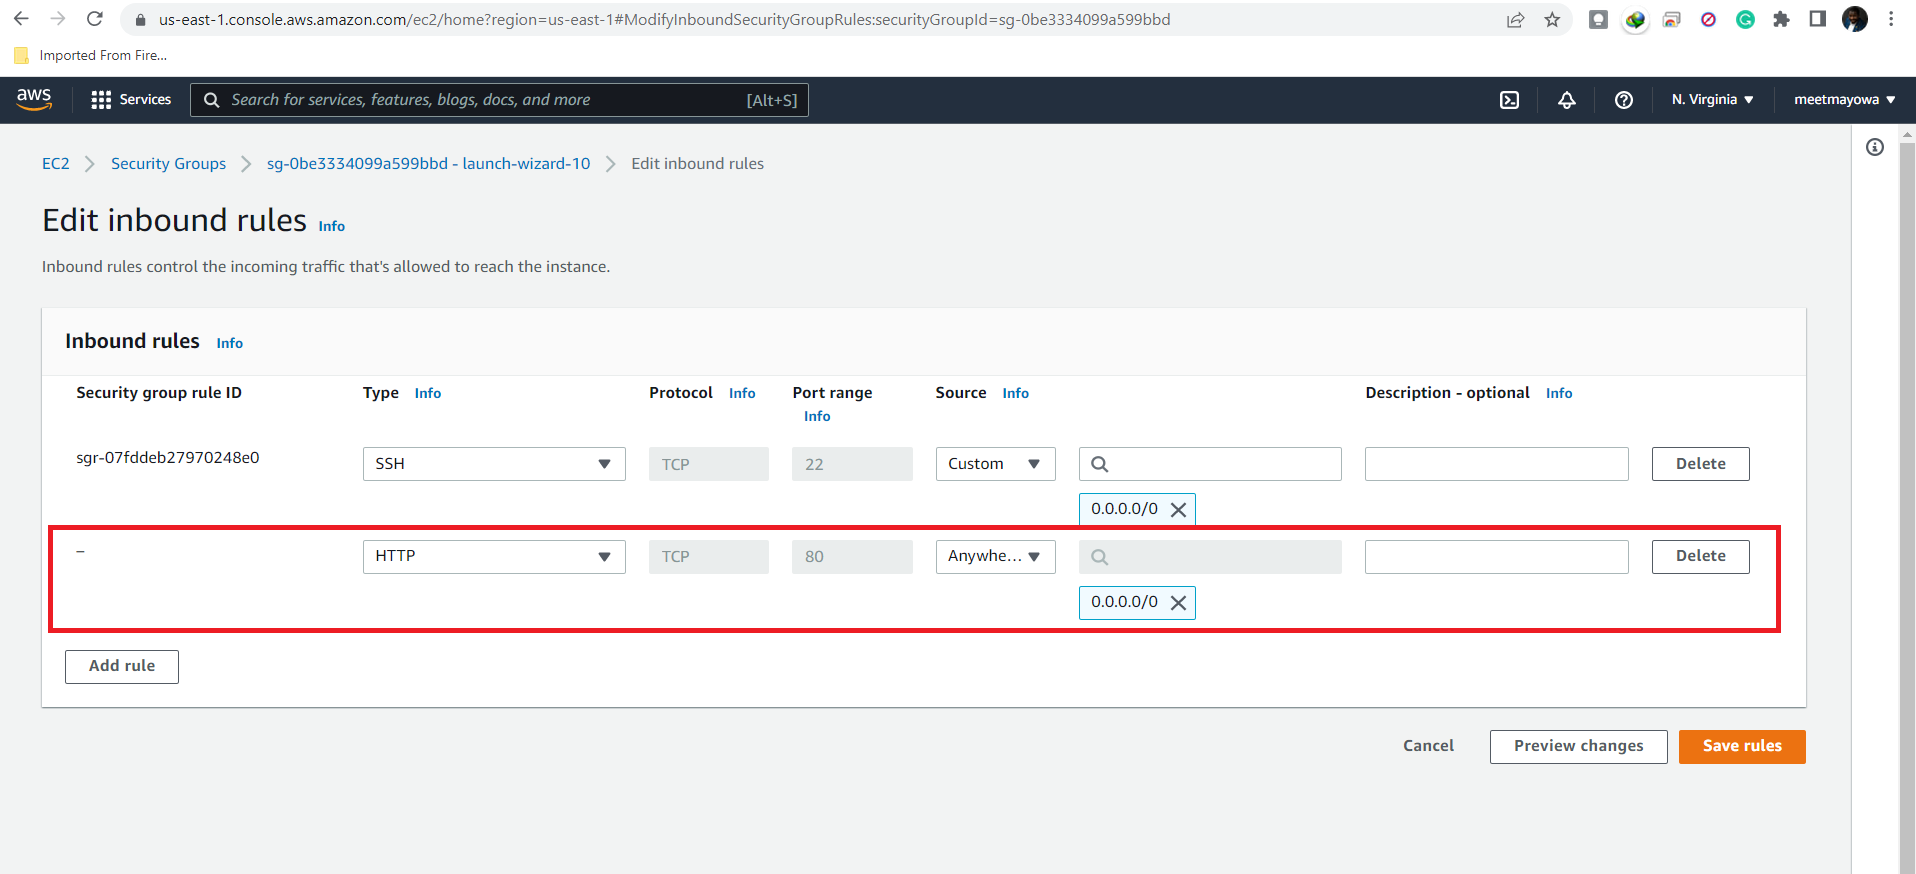 us-east-1.console.aws.amazon.com/ec2/home?region=us-east-1#ModifyInboundSecurityGroupRules:securityGroupId=sg-0be3334099a599bbd
Imported From Fire...
aws Services Search for services, features, blogs, docs, and more [Alt+S] N. Virginia meetmayowa
EC2 Security Groups sg-0be3334099a599bbd - launch-wizard-10 Edit inbound rules
Edit inbound rules Info
Inbound rules control the incoming traffic that's allowed to reach the instance.
Inbound rules Info
Security group rule ID Type Info Protocol Info Port range Source Info Description - optional Info
Info
sgr-07fddeb27970248e0 SSH TCP 22 Custom Delete
0.0.0.0/0
– HTTP TCP 80 Anywhe... Delete
0.0.0.0/0
Add rule
Cancel Preview changes Save rules